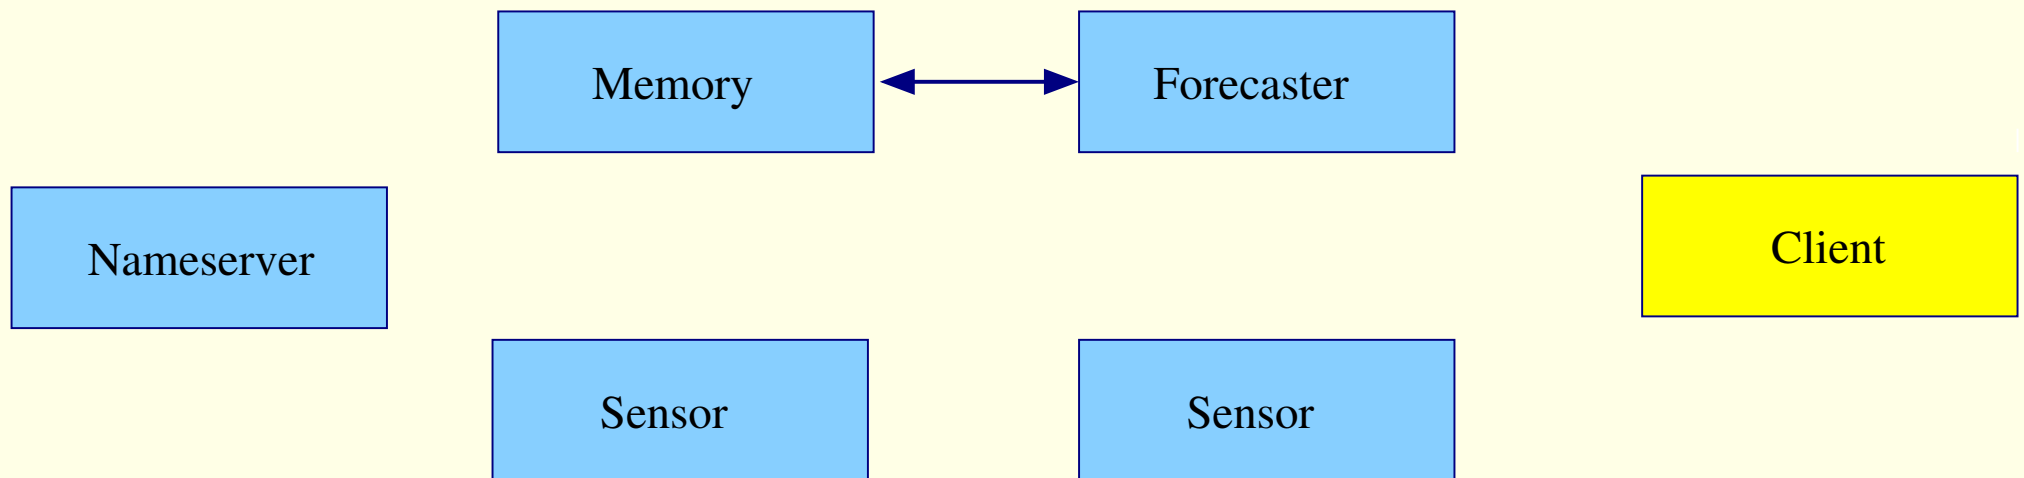 Memory
Forecaster
Nameserver
Client
Sensor
Sensor